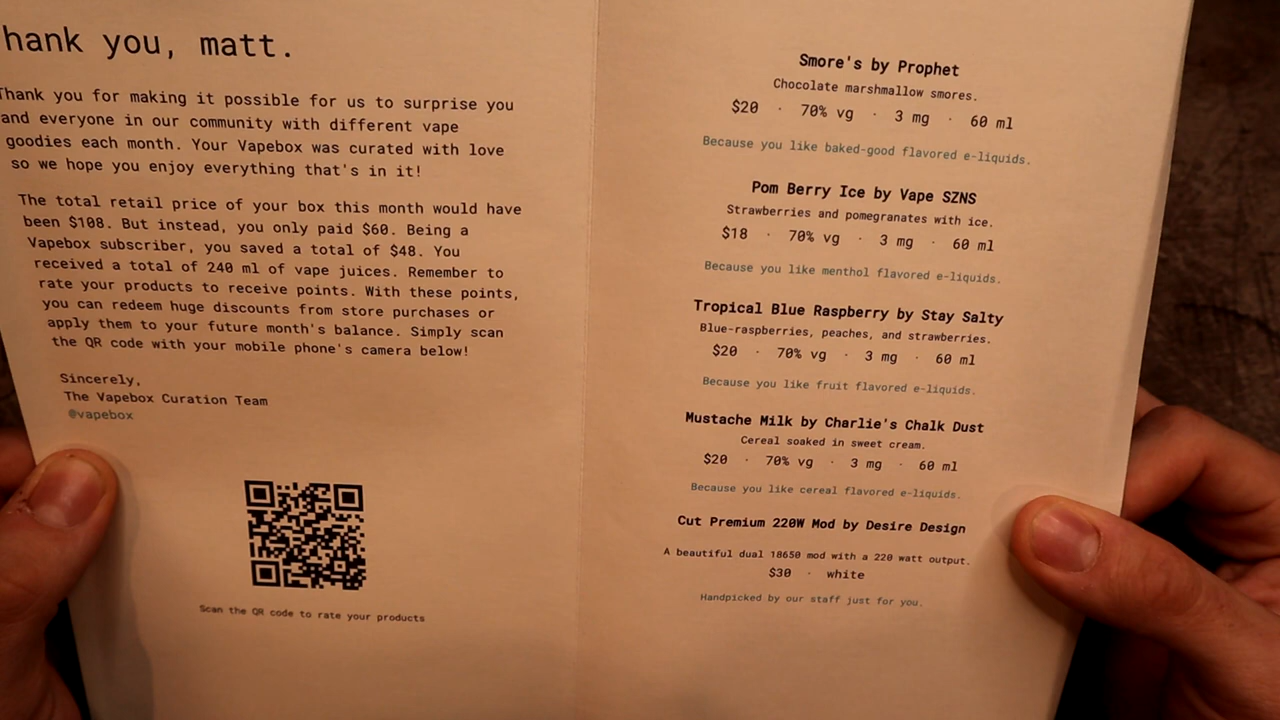 hank you, matt.
Thank you for making it possible for us to surprise you
and everyone in our community with different vape
goodies each month. Your Vapebox was curated with love
so we hope you enjoy everything that's in it!
The total retail price of your box this month would have
been $108. But instead, you only paid $60. Being a
Vapebox subscriber, you saved a total of $48. You
received a total of 240 ml of vape juices. Remember to
rate your products to receive points. With these points,
you can redeem huge discounts from store purchases or
apply them to your future month's balance. Simply scan
the QR code with your mobile phone's camera below!
Sincerely,
The Vapebox Curation Team
@vapebox
Scan the QR code to rate your products
Smore's by Prophet
Chocolate marshmallow smores.
$20 · 70% vg · 3 mg · 60 ml
Because you like baked-good flavored e-liquids.
Pom Berry Ice by Vape SZNS
Strawberries and pomegranates with ice.
$18 · 70% vg · 3 mg · 60 ml
Because you like menthol flavored e-liquids.
Tropical Blue Raspberry by Stay Salty
Blue-raspberries, peaches, and strawberries.
$20 · 70% vg · 3 mg · 60 ml
Because you like fruit flavored e-liquids.
Mustache Milk by Charlie's Chalk Dust
Cereal soaked in sweet cream.
$20 · 70% vg · 3 mg · 60 ml
Because you like cereal flavored e-liquids.
Cut Premium 220W Mod by Desire Design
A beautiful dual 18650 mod with a 220 watt output.
$30 · white
Handpicked by our staff just for you.